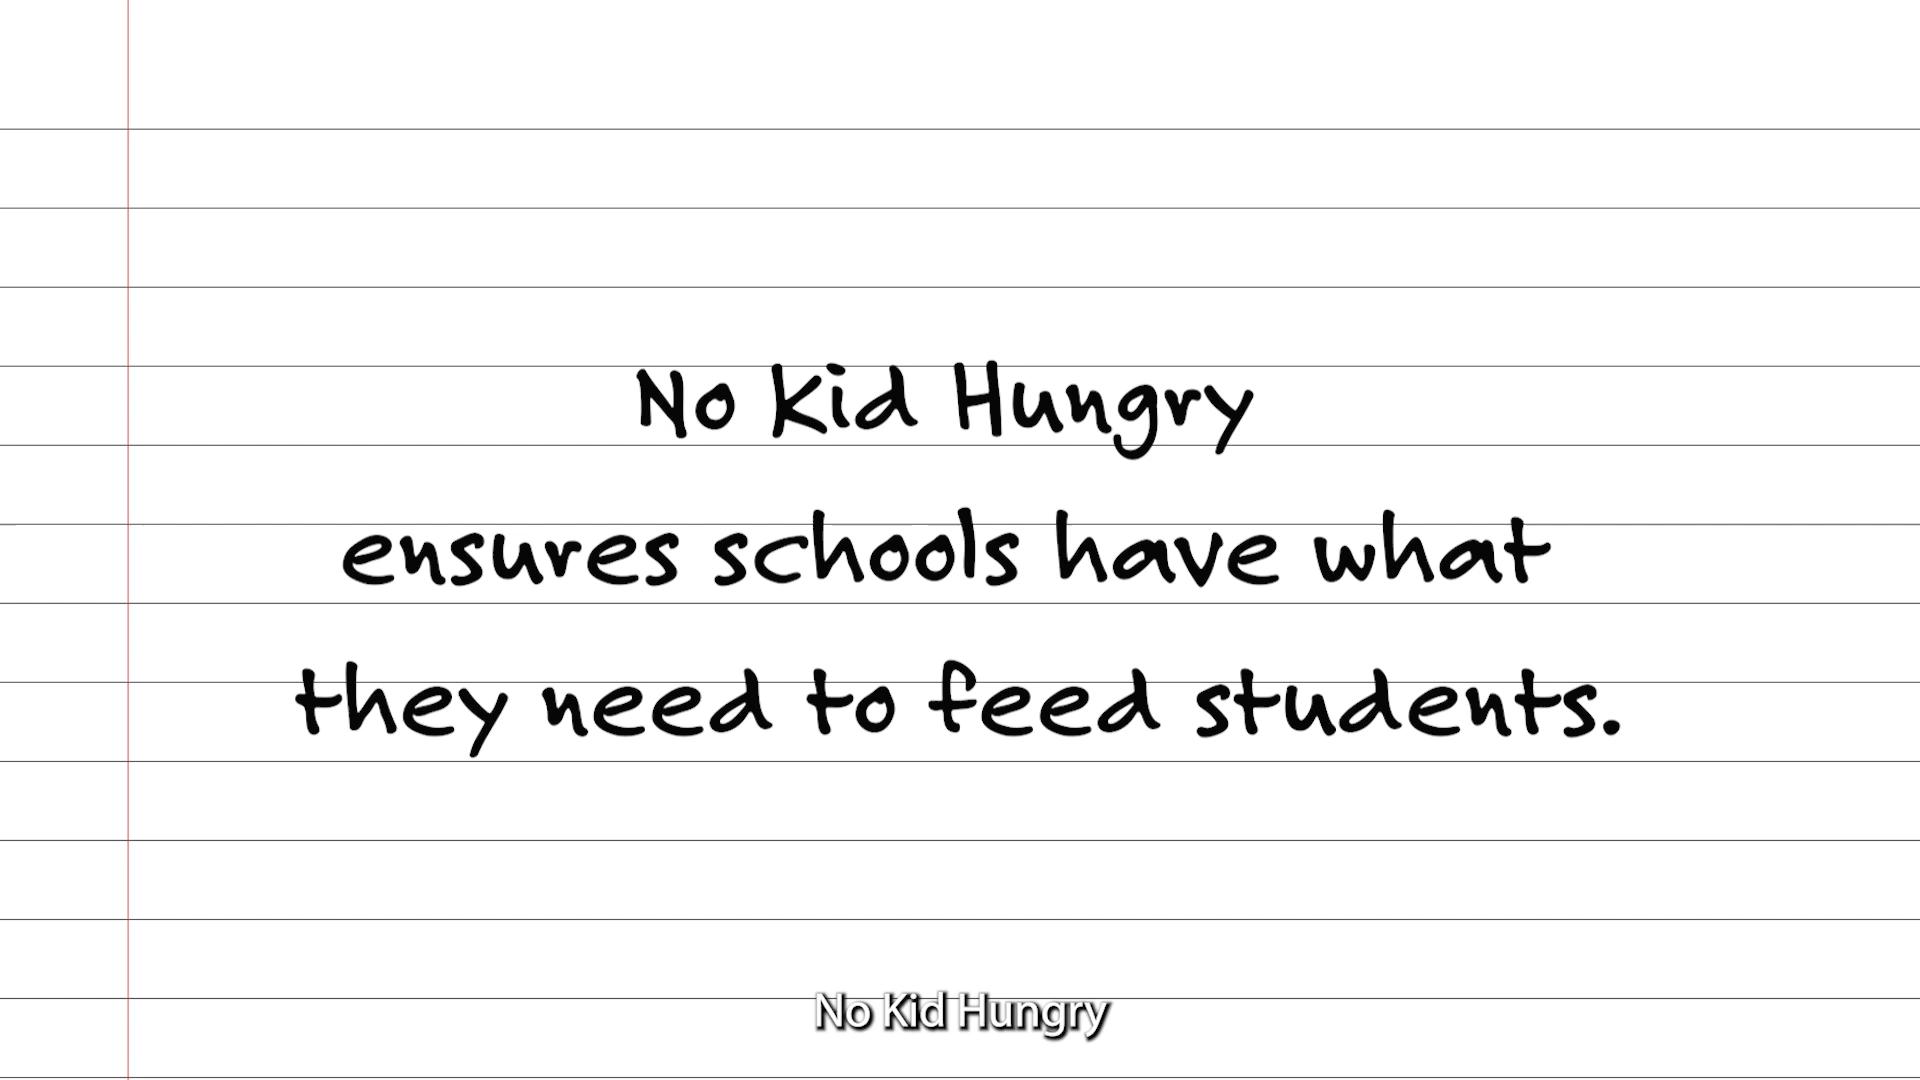 No Kid Hungry
ensures schools have what
they need to feed students.
No Kid Hungry